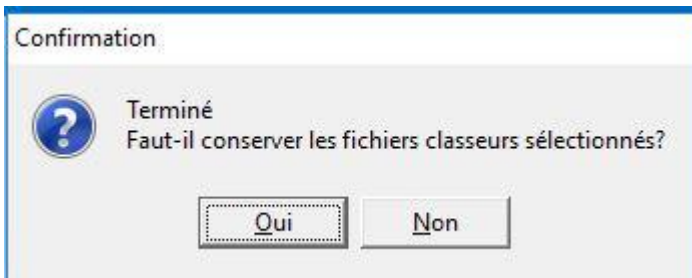 Confirmation
Terminé
Faut-il conserver les fichiers classeurs sélectionnés?
Oui
Non